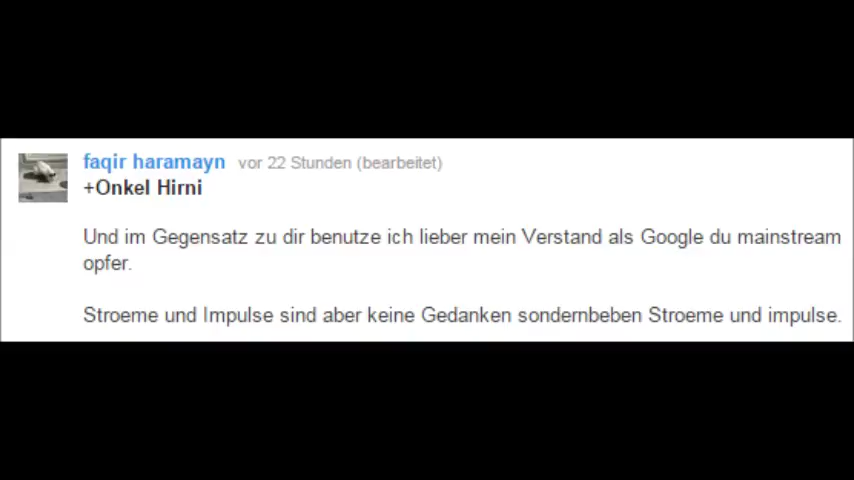 faqir haramayn vor 22 Stunden (bearbeitet)
+Onkel Hirni
Und im Gegensatz zu dir benutze ich lieber mein Verstand als Google du mainstream
opfer.
Stroeme und Impulse sind aber keine Gedanken sondernbeben Stroeme und impulse.